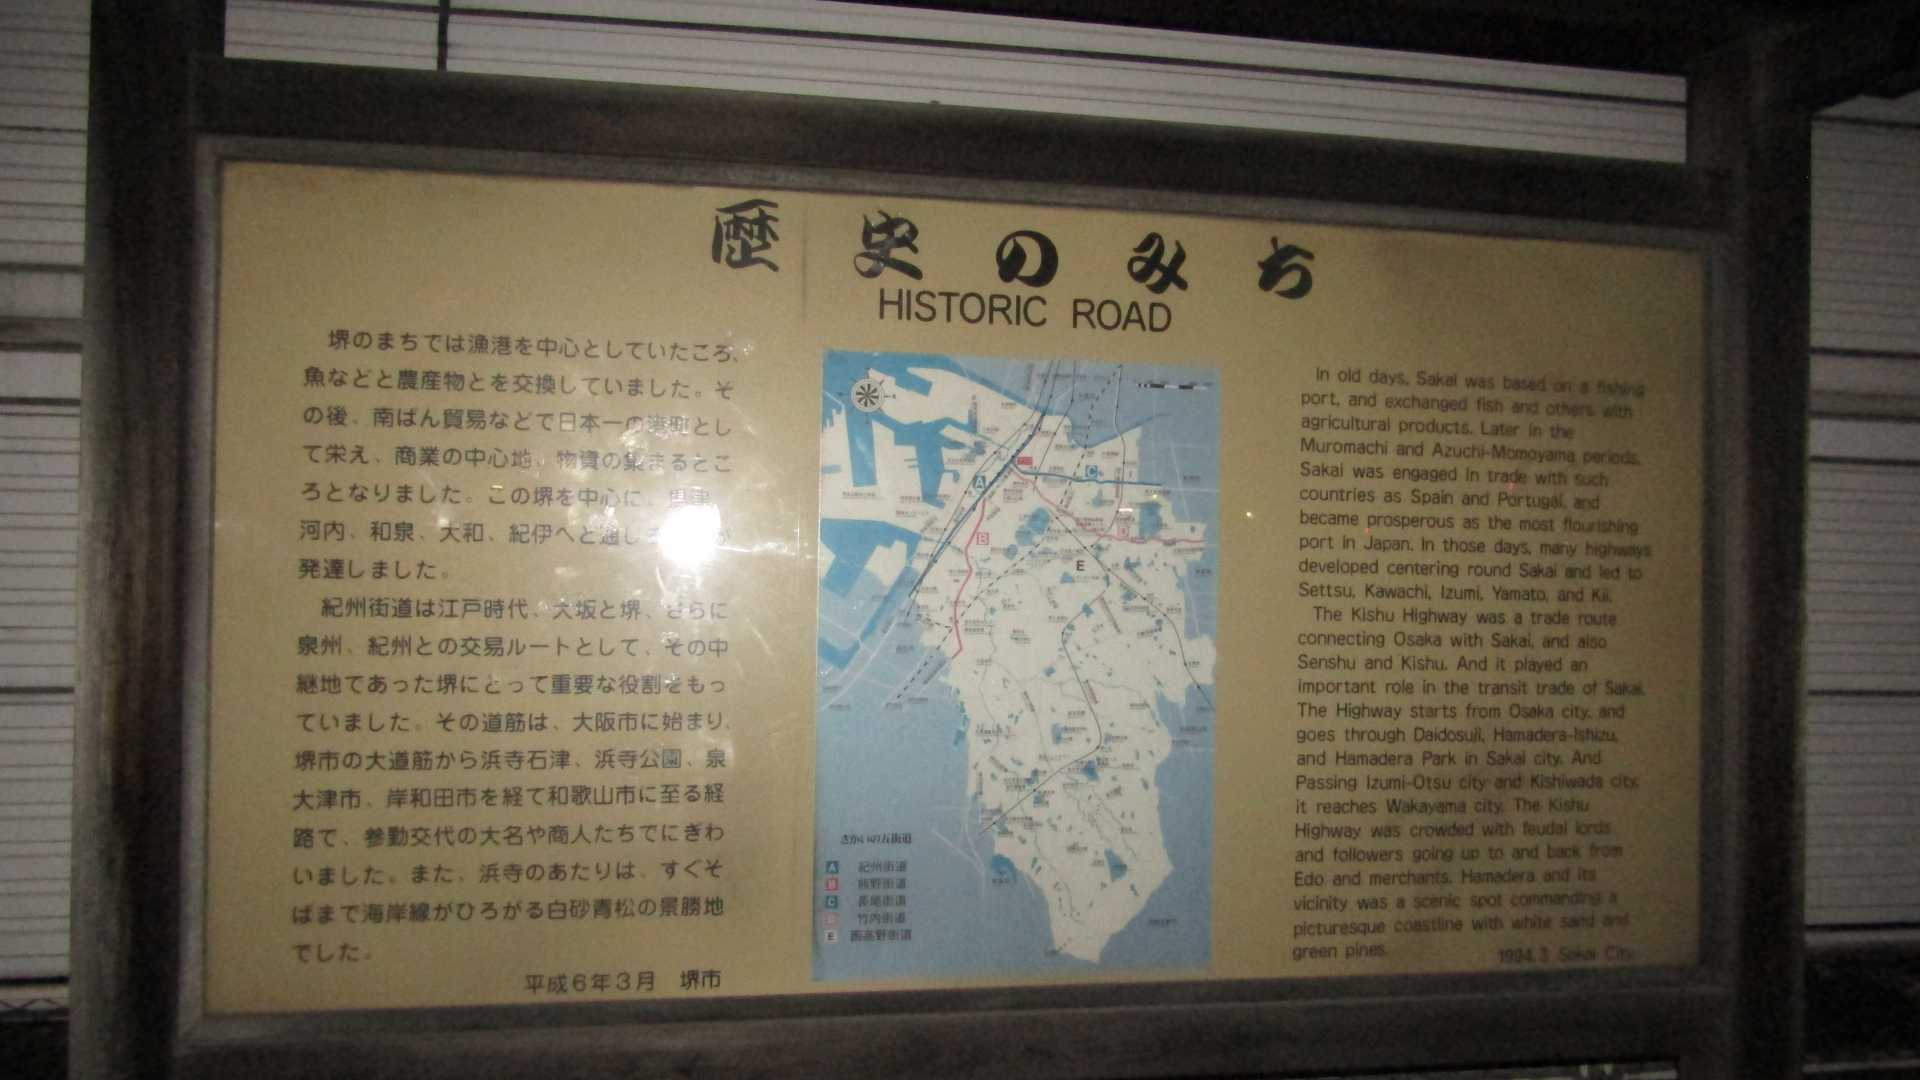 歴史のみち
HISTORIC ROAD
堺のまちでは漁港を中心としていたころ、
魚などと農産物とを交換していました。そ
の後、南ばん貿易などで日本一の港町とし
て栄え、商業の中心地、物資の集まるとこ
ろとなりました。この堺を中心に、
河内、和泉、大和、紀伊へと通
発達しました。
紀州街道は江戸時代、大坂と堺、さらに
泉州、紀州との交易ルートとして、その中
継地であった堺にとって重要な役割をもっ
ていました。その道筋は、大阪市に始まり、
堺市の大道筋から浜寺石津、浜寺公園、泉
大津市、岸和田市を経て和歌山市に至る経
路で、参勤交代の大名や商人たちでにぎわ
いました。また、浜寺のあたりは、すぐそ
ばまで海岸線がひろがる白砂青松の景勝地
でした。
平成6年3月 堺市
A
B
C
E
さかいの五街道
A 紀州街道
B 熊野街道
C 長尾街道
竹内街道
E 西高野街道
In old days, Sakai was based on a fishing
port, and exchanged fish and others with
agricultural products. Later in the
Muromachi and Azuchi-Momoyama periods,
Sakai was engaged in trade with such
countries as Spain and Portugal, and
became prosperous as the most flourishing
port in Japan. In those days, many highways
developed centering round Sakai and led to
Settsu, Kawachi, Izumi, Yamato, and Kii.
The Kishu Highway was a trade route
connecting Osaka with Sakai, and also
Senshu and Kishu. And it played an
important role in the transit trade of Sakai.
The Highway starts from Osaka city, and
goes through Daidosuji, Hamadera-Ishizu,
and Hamadera Park in Sakai city. And
Passing Izumi-Otsu city and Kishiwada city,
it reaches Wakayama city. The Kishu
Highway was crowded with feudal lords
and followers going up to and back from
Edo and merchants. Hamadera and its
vicinity was a scenic spot commanding a
picturesque coastline with white sand and
green pines.
1994.3 Sakai City